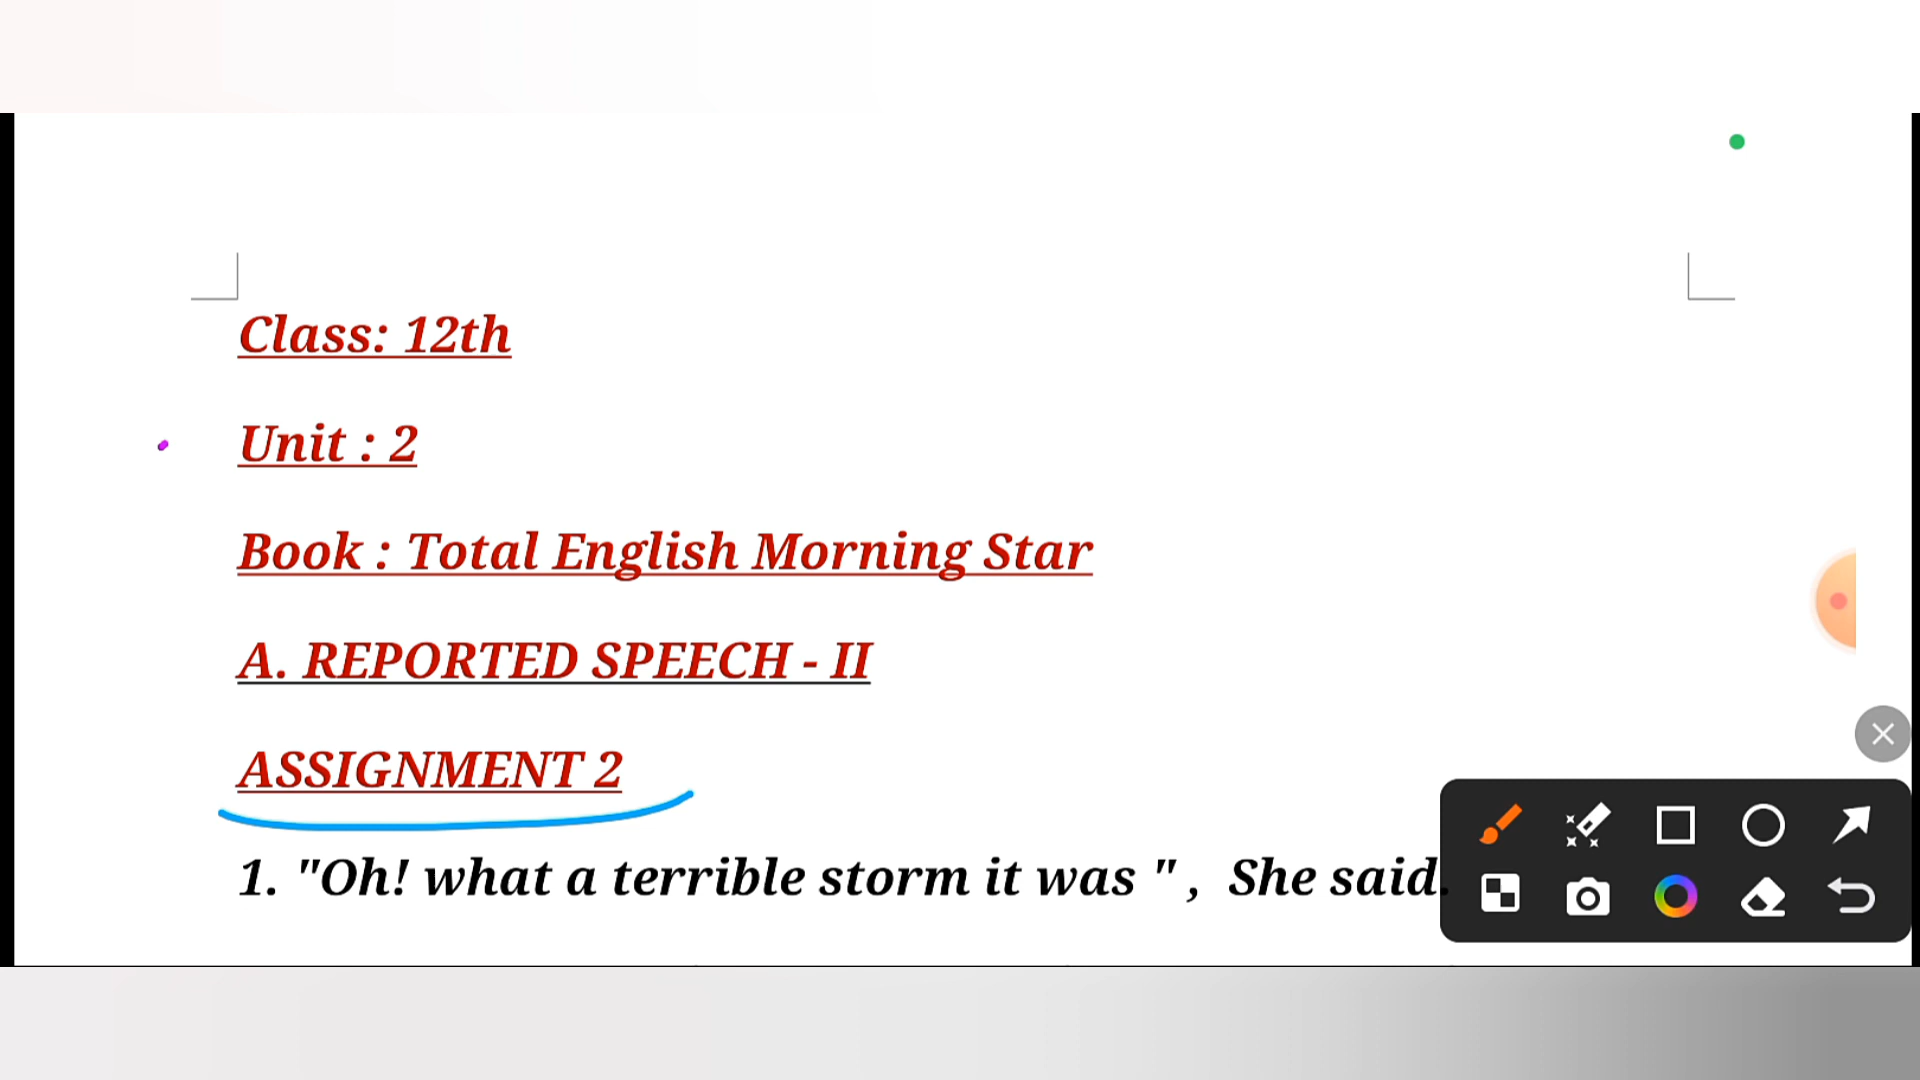 Class: 12th
Unit : 2
Book : Total English Morning Star
A. REPORTED SPEECH - II
ASSIGNMENT 2
1. "Oh! what a terrible storm it was " ,  She said.